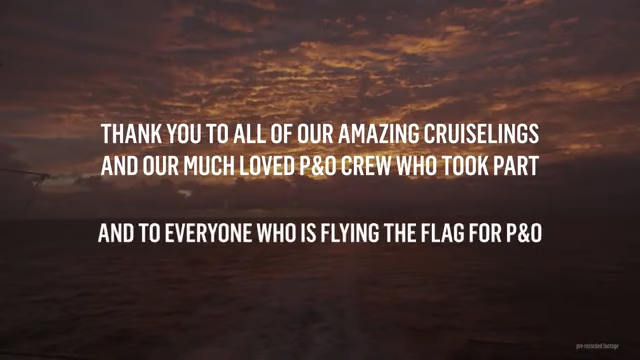 THANK YOU TO ALL OF OUR AMAZING CRUISELINGS
AND OUR MUCH LOVED P&O CREW WHO TOOK PART
AND TO EVERYONE WHO IS FLYING THE FLAG FOR P&O
pre-recorded footage